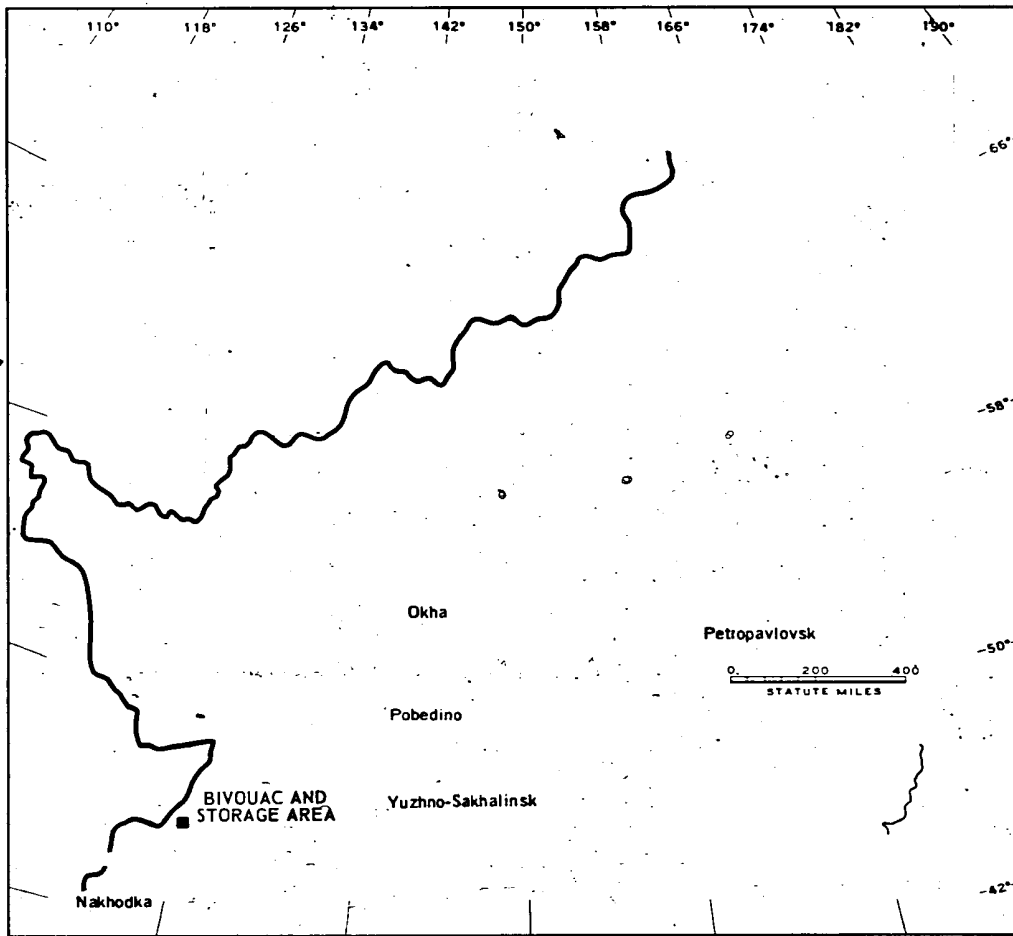 110° 118° 126° 134° 142° 150° 158° 166° 174° 182° 190°
66°
58°
Okha
Petropavlovsk
50°
0 200 400
STATUTE MILES
Pobedino
BIVOUAC AND
STORAGE AREA
Yuzhno-Sakhalinsk
42°
Nakhodka